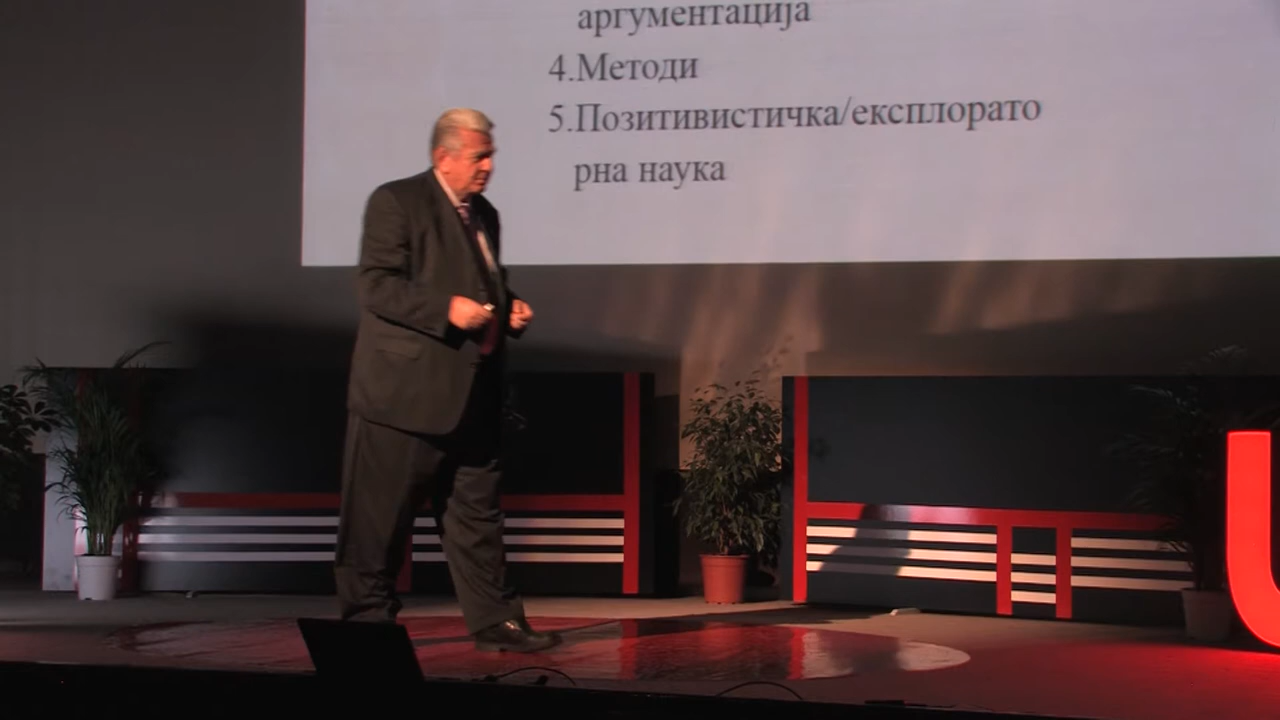 аргументација
4.Методи
5.Позитивистичка/експлорато
рна наука
U